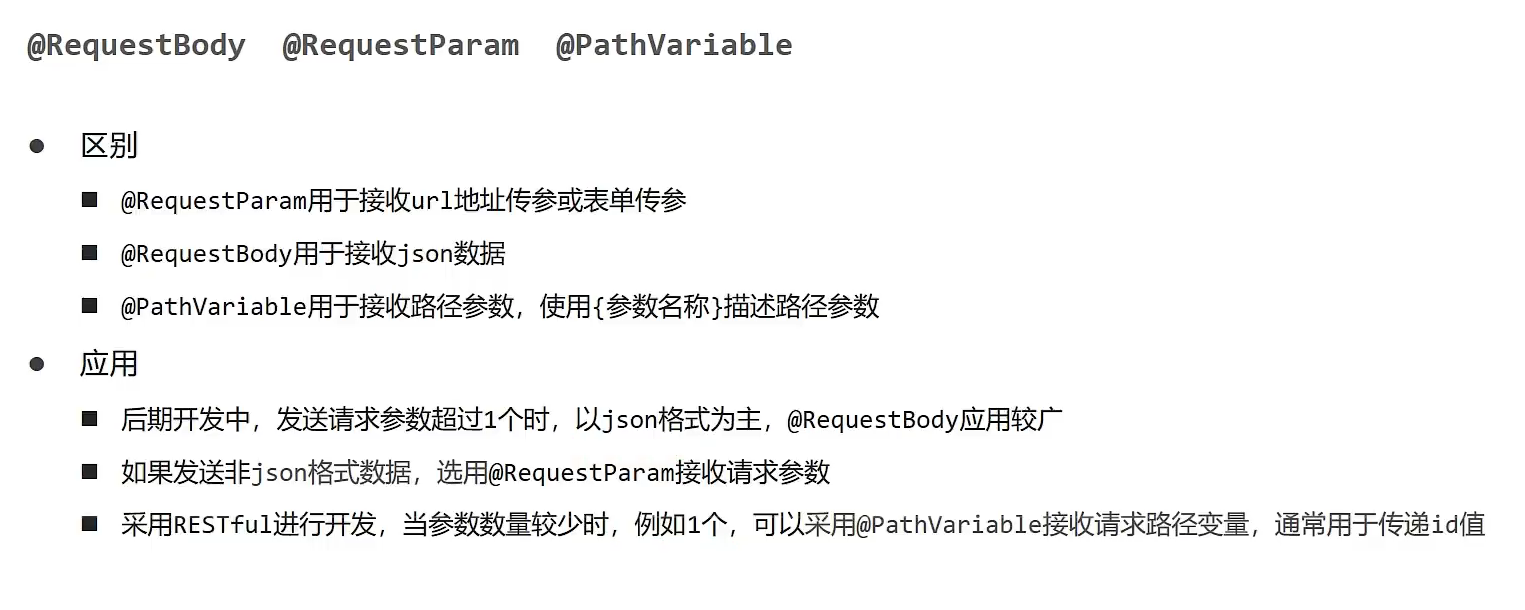 @RequestBody @RequestParam @PathVariable
● 区别
■ @RequestParam用于接收url地址传参或表单传参
■ @RequestBody用于接收json数据
■ @PathVariable用于接收路径参数，使用{参数名称}描述路径参数
● 应用
■ 后期开发中，发送请求参数超过1个时，以json格式为主，@RequestBody应用较广
■ 如果发送非json格式数据，选用@RequestParam接收请求参数
■ 采用RESTful进行开发，当参数数量较少时，例如1个，可以采用@PathVariable接收请求路径变量，通常用于传递id值